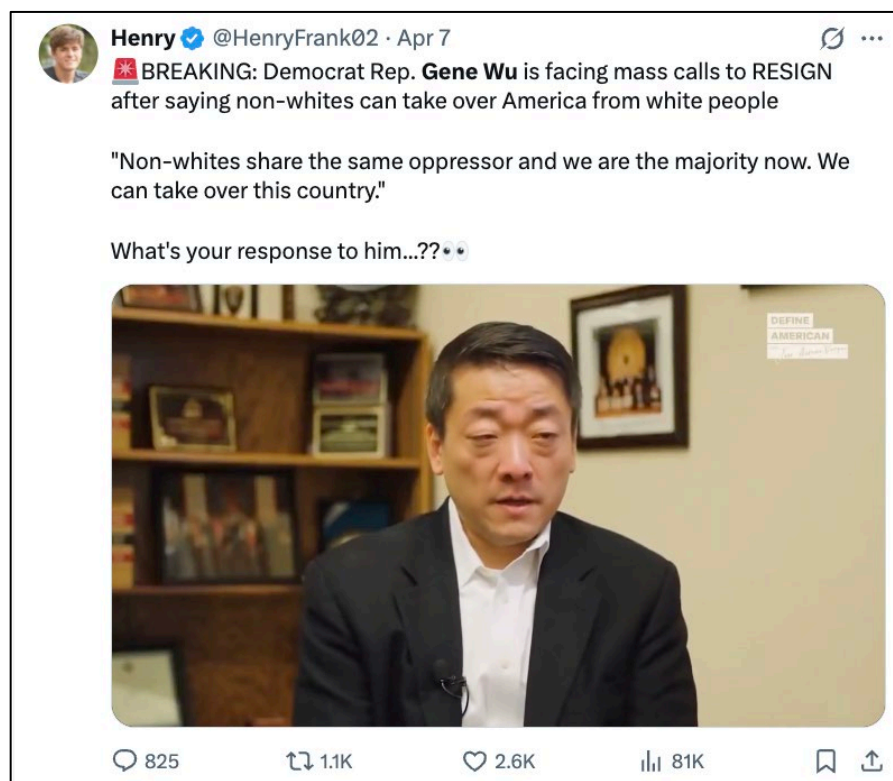 Henry @HenryFrank02 · Apr 7
🚨BREAKING: Democrat Rep. Gene Wu is facing mass calls to RESIGN
after saying non-whites can take over America from white people
"Non-whites share the same oppressor and we are the majority now. We
can take over this country."
What's your response to him...??👀
DEFINE
AMERICAN
825 1.1K 2.6K 81K